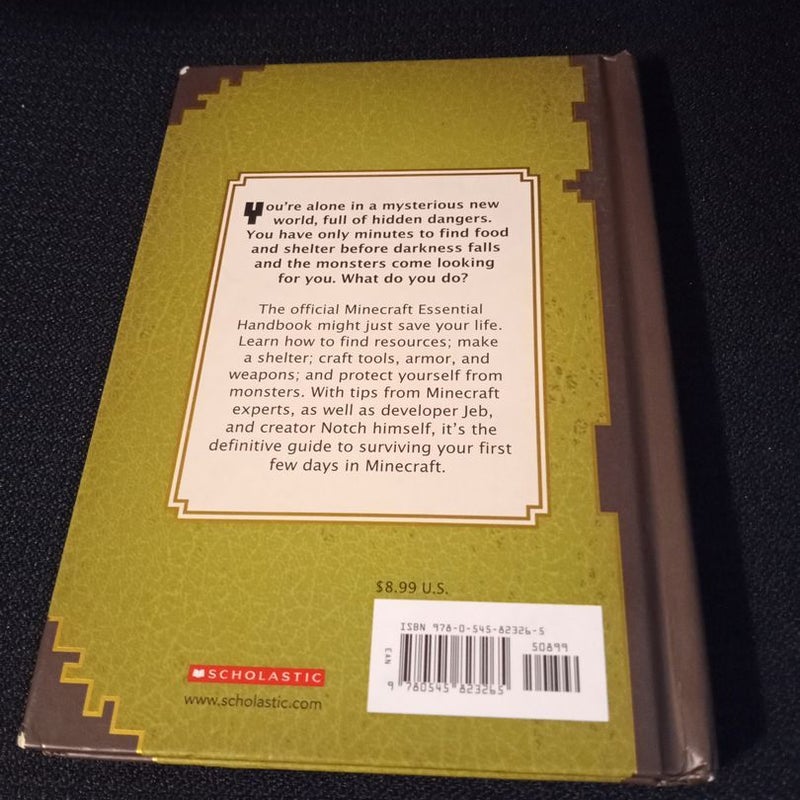 You're alone in a mysterious new
world, full of hidden dangers.
You have only minutes to find food
and shelter before darkness falls
and the monsters come looking
for you. What do you do?
The official Minecraft Essential
Handbook might just save your life.
Learn how to find resources; make
a shelter; craft tools, armor, and
weapons; and protect yourself from
monsters. With tips from Minecraft
experts, as well as developer Jeb,
and creator Notch himself, it's the
definitive guide to surviving your first
few days in Minecraft.
$8.99 U.S.
ISBN 978-0-545-82326-5
50899
EAN
9 780545 823265
SCHOLASTIC
www.scholastic.com